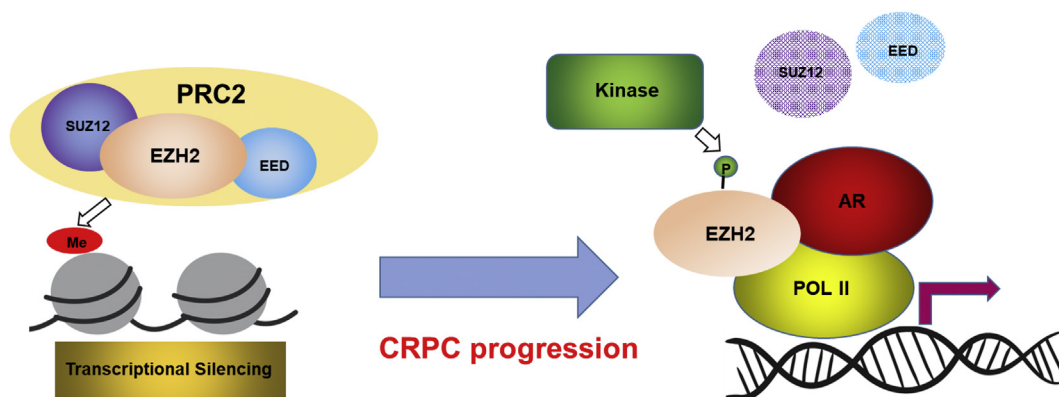 PRC2
SUZ12
EZH2
EED
Me
Transcriptional Silencing
CRPC progression
Kinase
SUZ12
EED
P
EZH2
AR
POL II